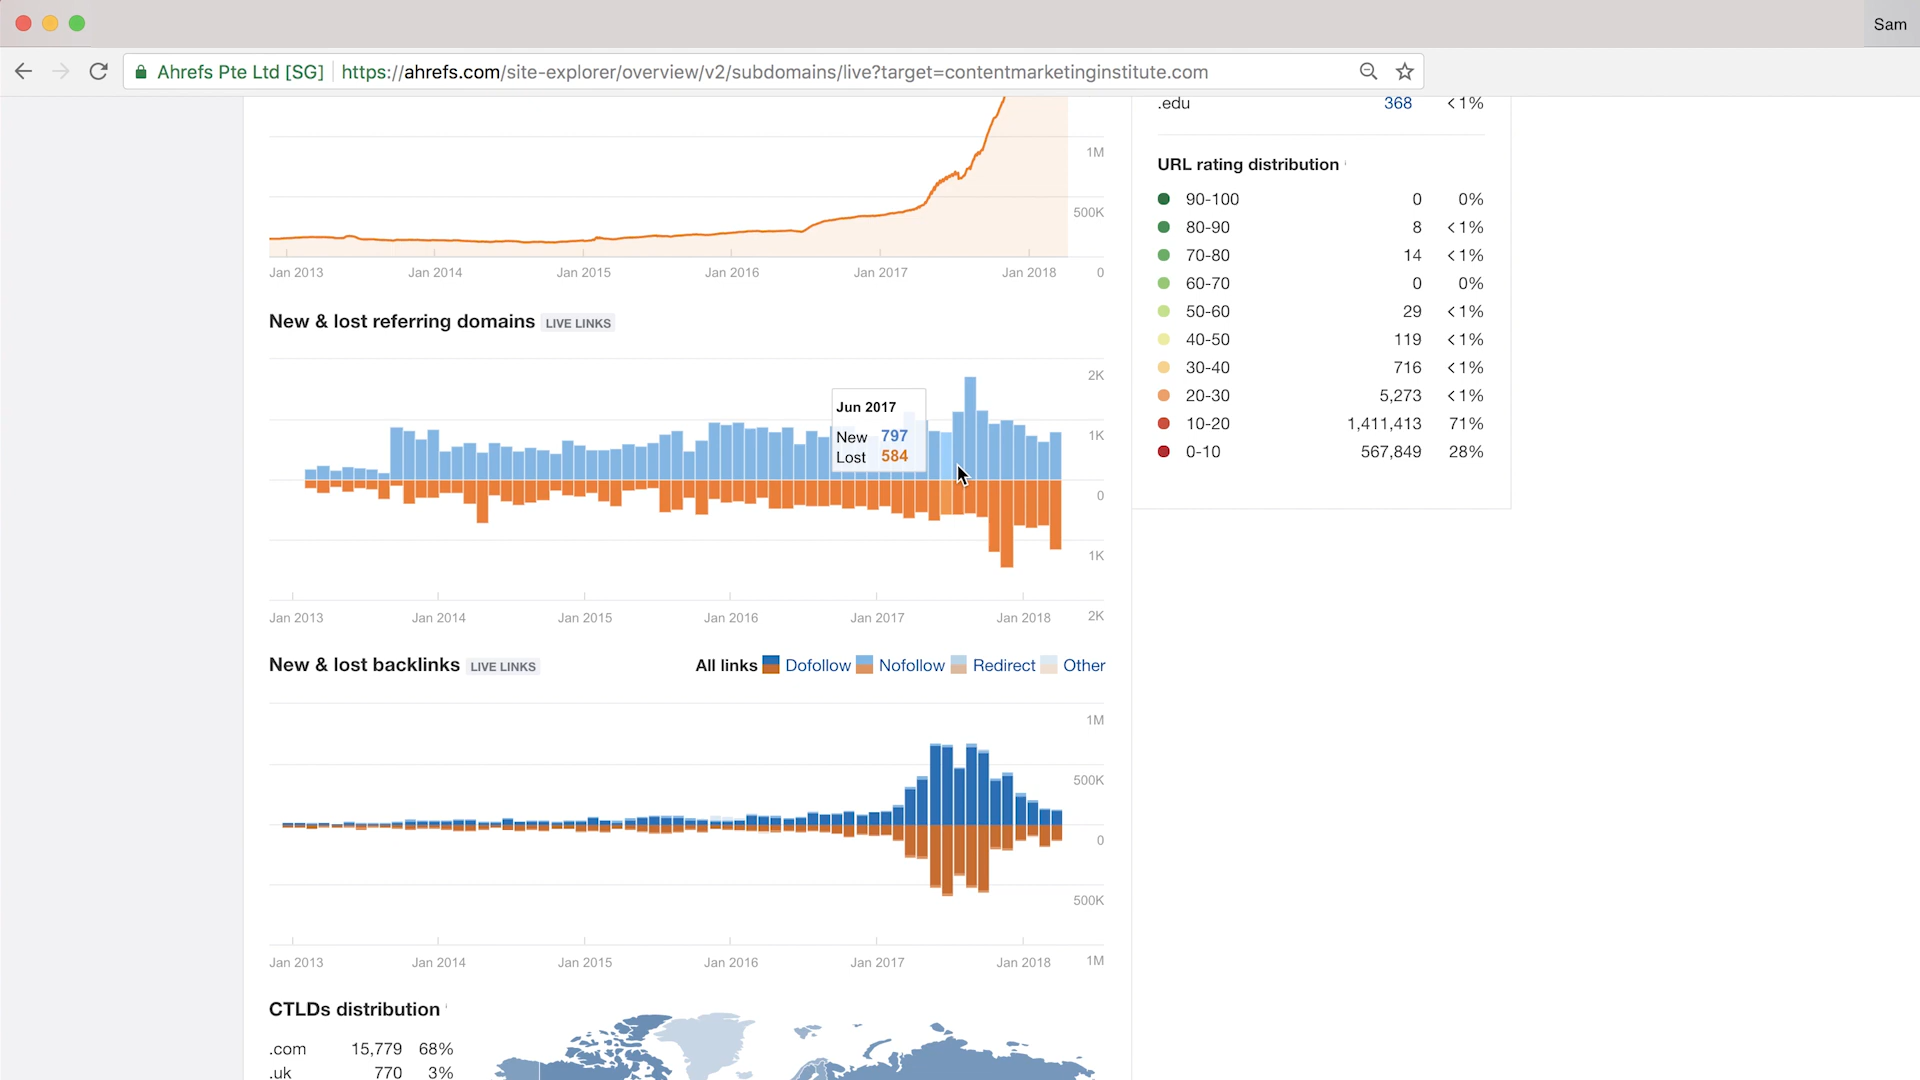 Sam
Ahrefs Pte Ltd [SG] https://ahrefs.com/site-explorer/overview/v2/subdomains/live?target=contentmarketinginstitute.com
1M
500K
0
Jan 2013 Jan 2014 Jan 2015 Jan 2016 Jan 2017 Jan 2018
New & lost referring domains LIVE LINKS
2K
1K
0
1K
2K
Jun 2017
New 797
Lost 584
Jan 2013 Jan 2014 Jan 2015 Jan 2016 Jan 2017 Jan 2018
New & lost backlinks LIVE LINKS All links Dofollow Nofollow Redirect Other
1M
500K
0
500K
1M
Jan 2013 Jan 2014 Jan 2015 Jan 2016 Jan 2017 Jan 2018
CTLDs distribution
.com 15,779 68%
.uk 770 3%
.edu 368 <1%
URL rating distribution
90-100 0 0%
80-90 8 <1%
70-80 14 <1%
60-70 0 0%
50-60 29 <1%
40-50 119 <1%
30-40 716 <1%
20-30 5,273 <1%
10-20 1,411,413 71%
0-10 567,849 28%